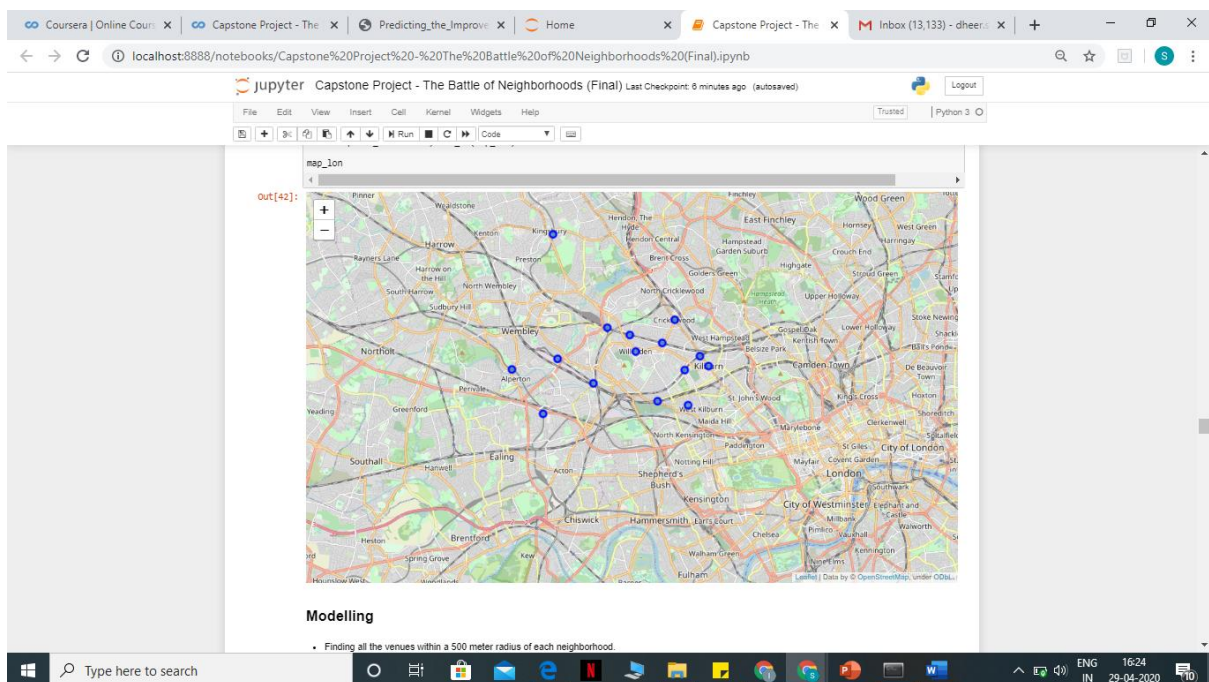 Coursera | Online Cours
Capstone Project - The
Predicting_the_Improve
Home
Capstone Project - The
Inbox (13,133) - dheer.s
localhost:8888/notebooks/Capstone%20Project%20-%20The%20Battle%20of%20Neighborhoods%20(Final).ipynb
S
jupyter Capstone Project - The Battle of Neighborhoods (Final) Last Checkpoint: 6 minutes ago (autosaved)
Logout
File Edit View Insert Cell Kernel Widgets Help
Trusted Python 3
Run Code
map_lon
Out[42]:
+
−
Pinner
Finchley
Wood Green
Wealdstone
Hendon, The
Hyde
East Finchley
Hornsey
West Green
Kenton
Harrow
Hendon Central
Hampstead
Garden Suburb
Crouch End
Harringay
Rayners Lane
Preston
Brent Cross
Highgate
Harrow on
the Hill
Golders Green
Stroud Green
South Harrow
North Wembley
North Cricklewood
Hampstead
Heath
Upper Holloway
Sudbury Hill
Stoke Newing
Wembley
West Hampstead
Gospel Oak
Lower Holloway
Kentish Town
Ball's Pond
Northolt
Belsize Park
Camden Town
De Beauvoir
Town
Alperton
Perivale
St. John's Wood
King's Cross
Hoxton
Yeading
Greenford
West Kilburn
Maida Hill
Shoreditch
Marylebone
Clerkenwell
North Kensington
Paddington
St Giles
City of London
Southall
Hanwell
Ealing
Acton
Notting Hill
Mayfair
Covent Garden
Shepherd's
Bush
London
Southwark
Kensington
City of Westminster
Elephant and
Castle
Chiswick
Hammersmith
Earl's Court
Millbank
Heston
Brentford
Chelsea
Pimlico
Vauxhall
Walworth
Spring Grove
Kew
Walham Green
Kennington
Nine Elms
Hounslow West
Woodlands
Fulham
Leaflet | Data by © OpenStreetMap, under ODbL.
Modelling
• Finding all the venues within a 500 meter radius of each neighborhood.
Type here to search
ENG
IN
16:24
29-04-2020